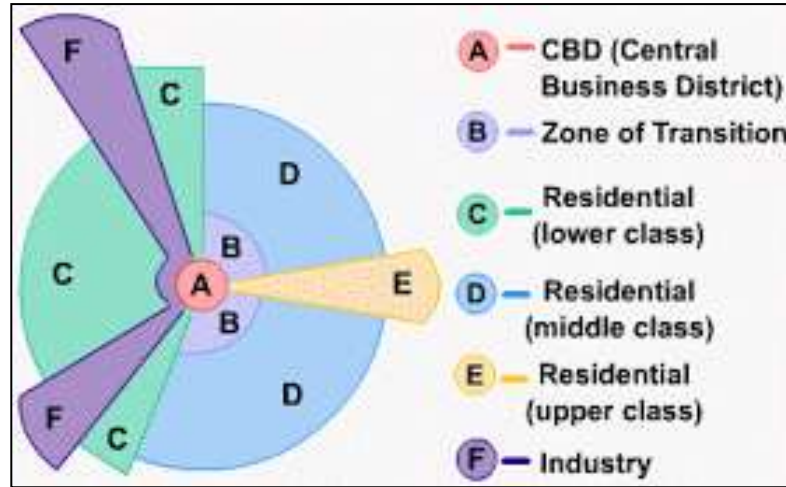 F
C
D
C
B
A
E
B
D
F
C
A CBD (Central
Business District)
B Zone of Transition
C Residential
(lower class)
D Residential
(middle class)
E Residential
(upper class)
F Industry